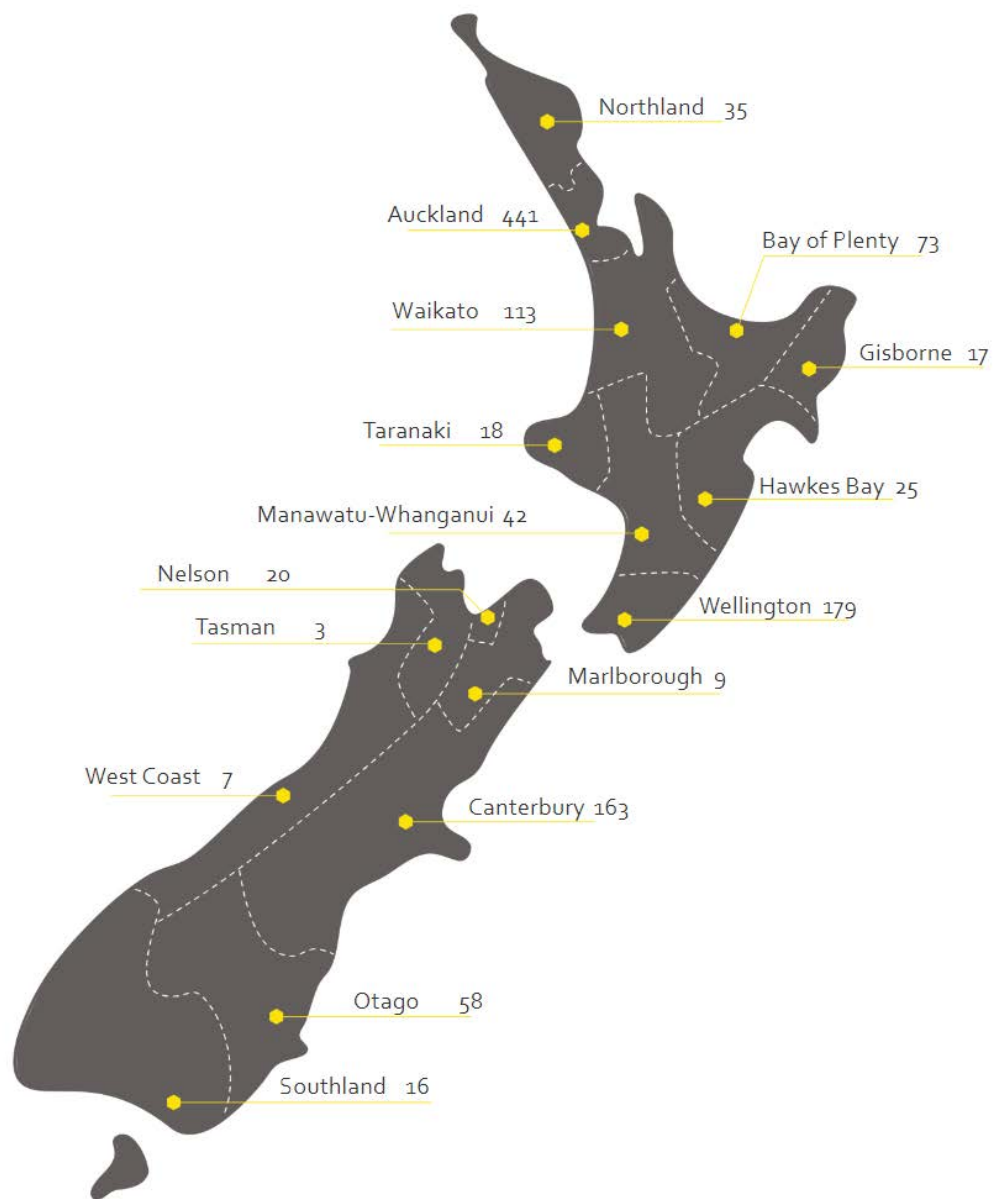 Northland 35
Auckland 441
Bay of Plenty 73
Waikato 113
Gisborne 17
Taranaki 18
Hawkes Bay 25
Manawatu-Whanganui 42
Nelson 20
Wellington 179
Tasman 3
Marlborough 9
West Coast 7
Canterbury 163
Otago 58
Southland 16